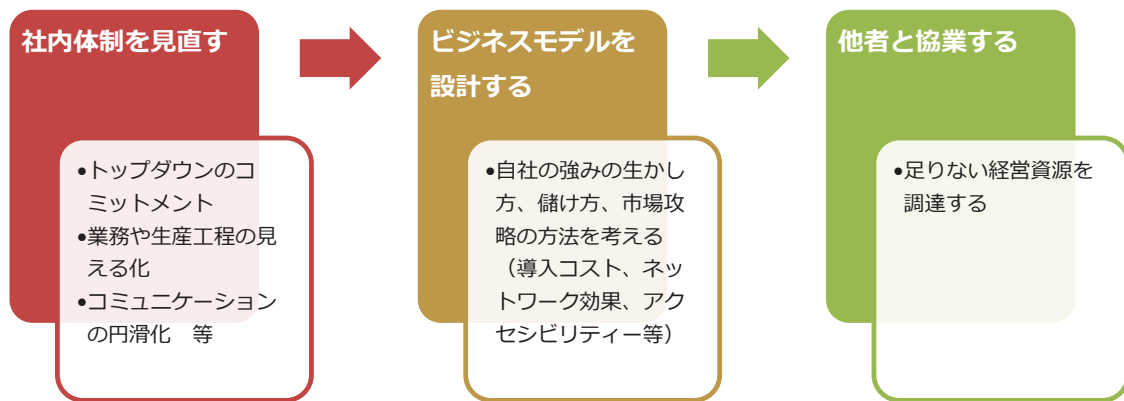 社内体制を見直す
•トップダウンのコ
ミットメント
•業務や生産工程の見
える化
•コミュニケーション
の円滑化　等
ビジネスモデルを
設計する
•自社の強みの生かし
方、儲け方、市場攻
略の方法を考える
（導入コスト、ネッ
トワーク効果、アク
セシビリティー等）
他者と協業する
•足りない経営資源を
調達する